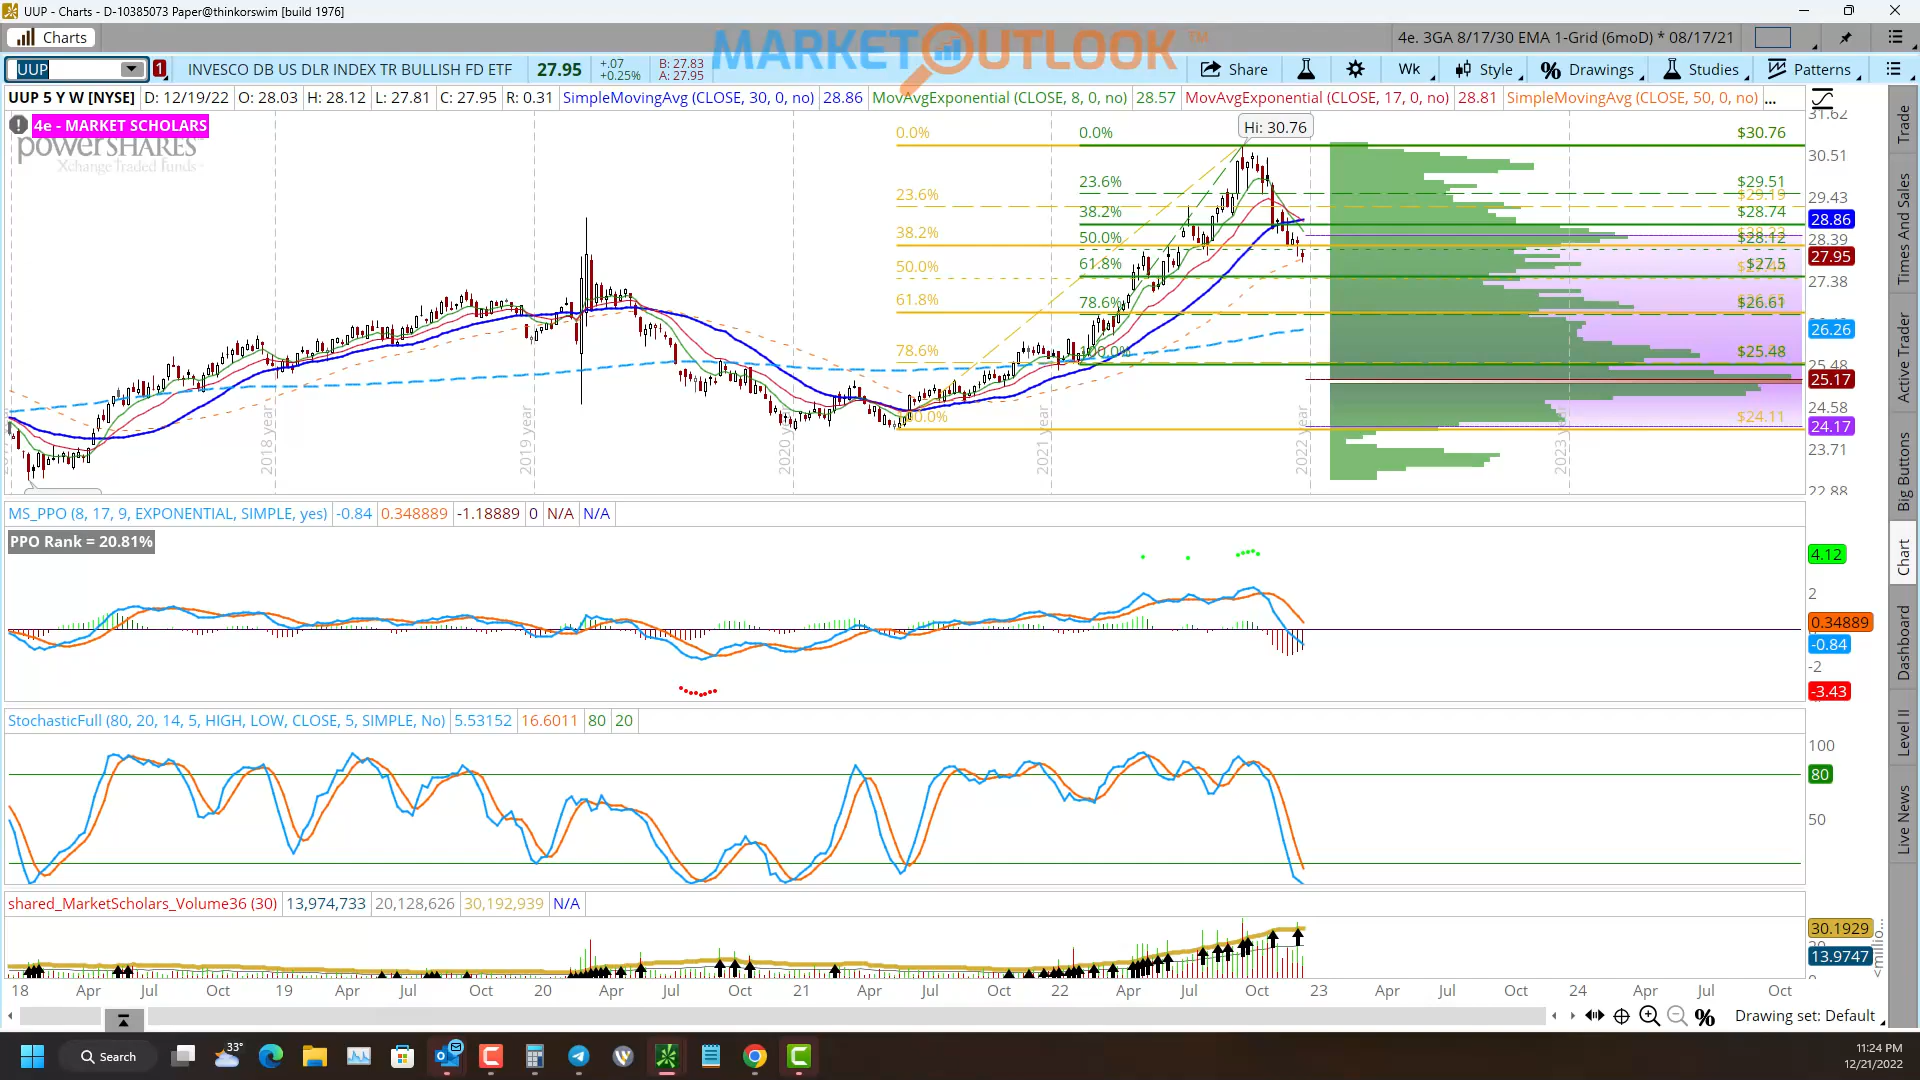 UUP - Charts - D-10385073 Paper@thinkorswim [build 1976]
Charts
MARKET OUTLOOK ™
4e. 3GA 8/17/30 EMA 1-Grid (6moD) * 08/17/21
UUP
1
INVESCO DB US DLR INDEX TR BULLISH FD ETF
27.95
+.07
+0.25%
B: 27.83
A: 27.95
Share
Wk
Style
% Drawings
Studies
Patterns
UUP 5 Y W [NYSE] D: 12/19/22 O: 28.03 H: 28.12 L: 27.81 C: 27.95 R: 0.31 SimpleMovingAvg (CLOSE, 30, 0, no) 28.86 MovAvgExponential (CLOSE, 8, 0, no) 28.57 MovAvgExponential (CLOSE, 17, 0, no) 28.81 SimpleMovingAvg (CLOSE, 50, 0, no) ...
4e - MARKET SCHOLARS
powerSHARES
Xchange Traded Funds
Hi: 30.76
0.0%
23.6%
38.2%
50.0%
61.8%
78.6%
0.0%
23.6%
38.2%
50.0%
61.8%
78.6%
100.0%
$30.76
$29.51
$29.19
$28.74
$28.12
$27.5
$26.61
$25.48
$24.11
31.62
30.51
29.43
28.86
28.39
27.95
27.38
26.26
25.48
25.17
24.58
24.17
23.71
22.88
2018 year
2019 year
2020 year
2021 year
2022 year
2023 year
MS_PPO (8, 17, 9, EXPONENTIAL, SIMPLE, yes) -0.84 0.348889 -1.18889 0 N/A N/A
PPO Rank = 20.81%
4.12
2
0.34889
-0.84
-2
-3.43
StochasticFull (80, 20, 14, 5, HIGH, LOW, CLOSE, 5, SIMPLE, No) 5.53152 16.6011 80 20
100
80
50
shared_MarketScholars_Volume36 (30) 13,974,733 20,128,626 30,192,939 N/A
30.1929
13.9747
18 Apr Jul Oct 19 Apr Jul Oct 20 Apr Jul Oct 21 Apr Jul Oct 22 Apr Jul Oct 23 Apr Jul Oct 24 Apr Jul Oct
Drawing set: Default
Trade
Times And Sales
Active Trader
Big Buttons
Chart
Dashboard
Level II
Live News
Search
33°
11:24 PM
12/21/2022